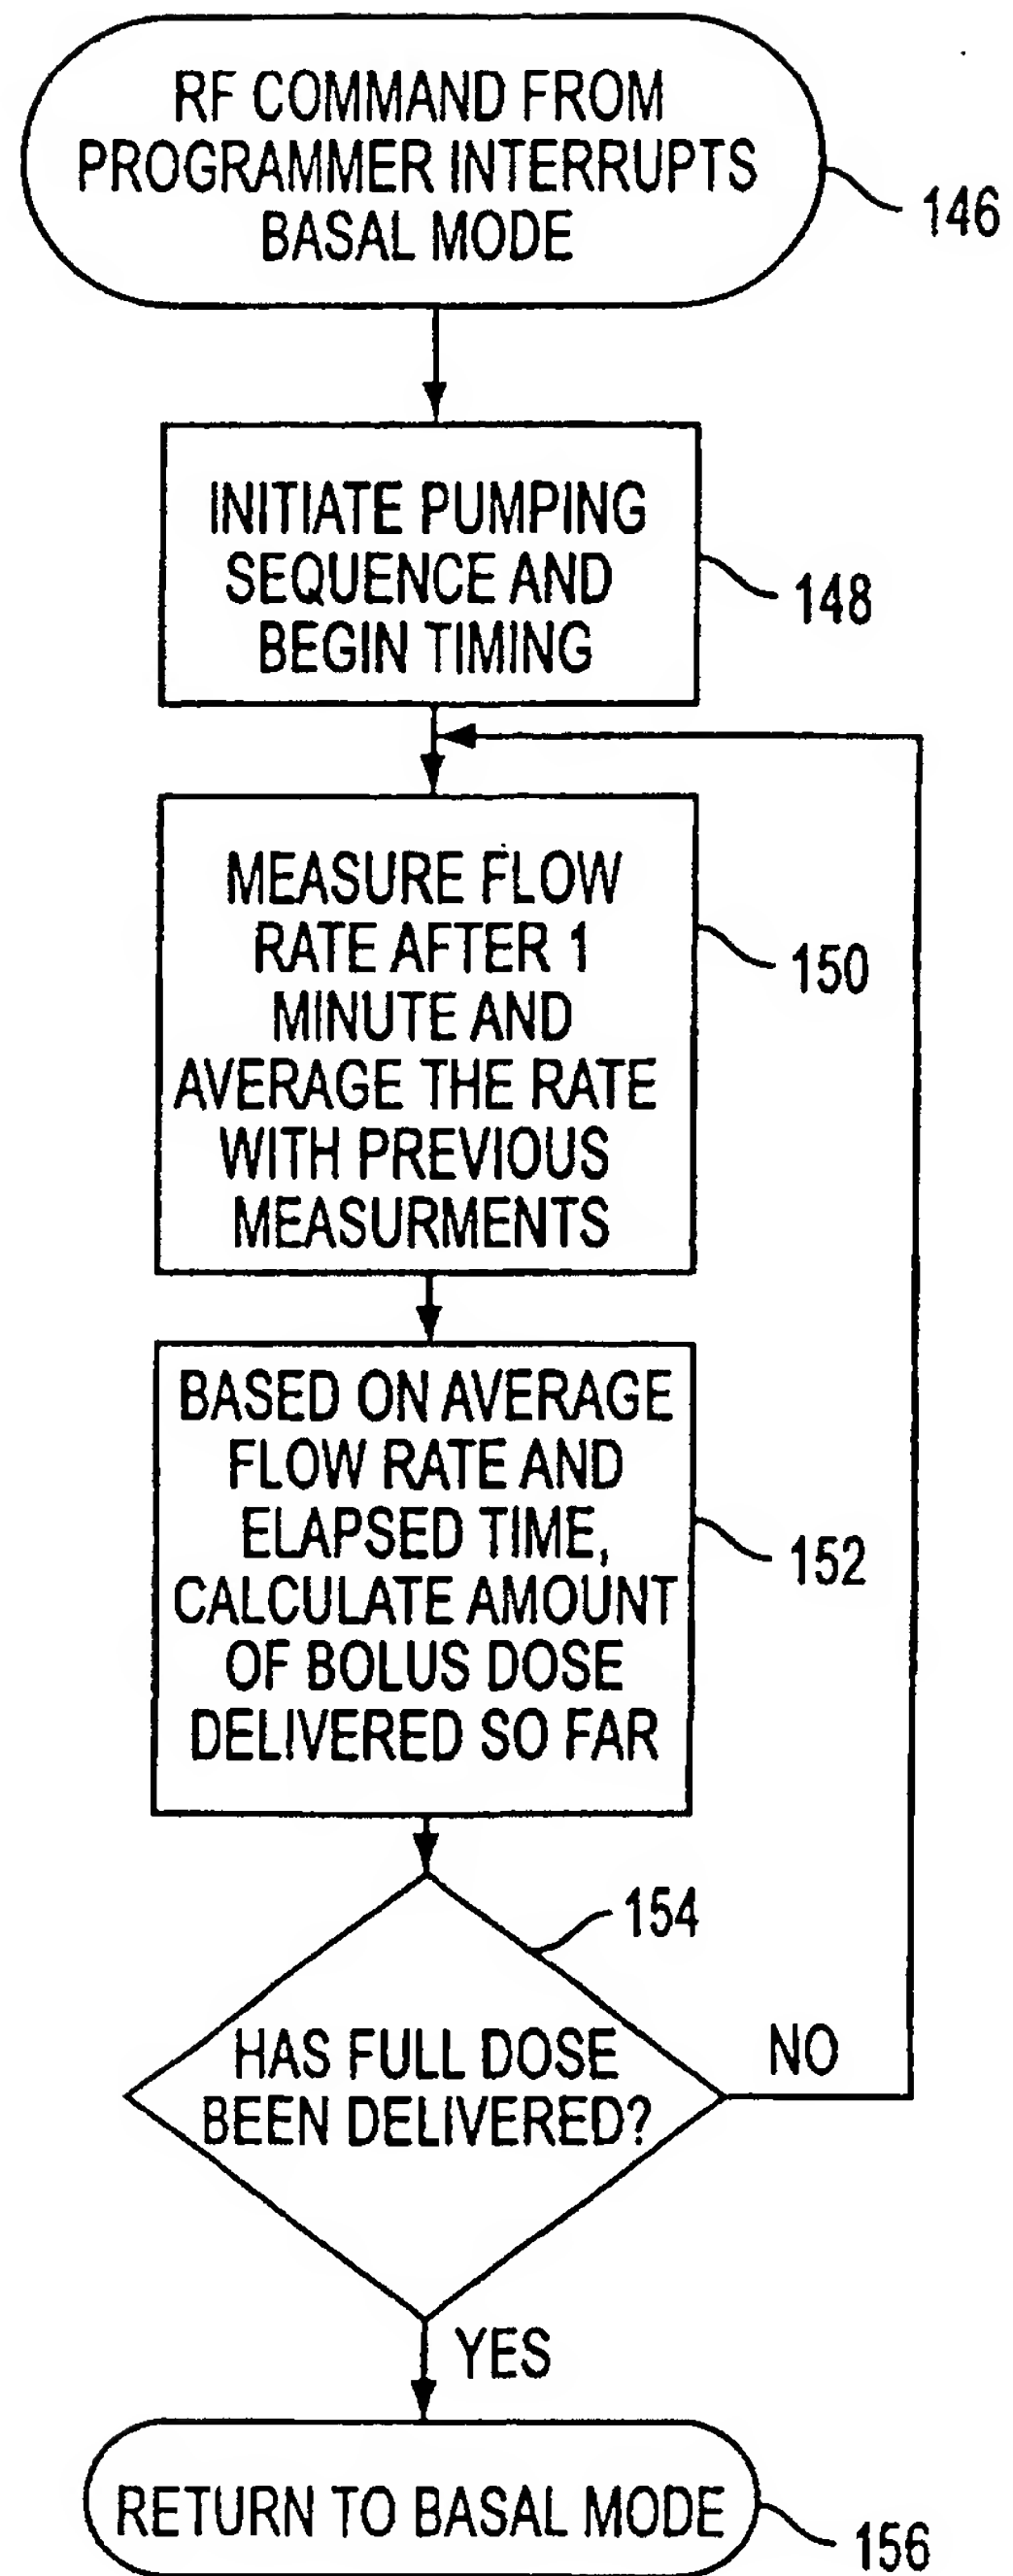 RF COMMAND FROM
PROGRAMMER INTERRUPTS
BASAL MODE
146
INITIATE PUMPING
SEQUENCE AND
BEGIN TIMING
148
MEASURE FLOW
RATE AFTER 1
MINUTE AND
AVERAGE THE RATE
WITH PREVIOUS
MEASURMENTS
150
BASED ON AVERAGE
FLOW RATE AND
ELAPSED TIME,
CALCULATE AMOUNT
OF BOLUS DOSE
DELIVERED SO FAR
152
154
HAS FULL DOSE
BEEN DELIVERED?
NO
YES
RETURN TO BASAL MODE
156